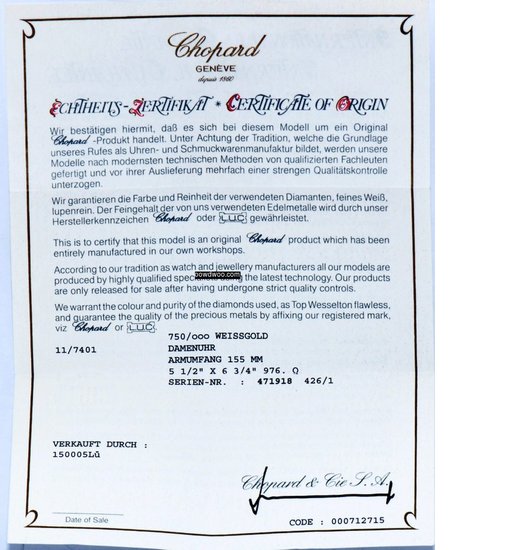 Chopard
GENÈVE
depuis 1860
ECHTHEITS-ZERTIFIKAT * CERTIFICATE OF ORIGIN
Wir bestätigen hiermit, daß es sich bei diesem Modell um ein Original
Chopard -Produkt handelt. Unter Achtung der Tradition, welche die Grundlage
unseres Rufes als Uhren- und Schmuckwarenmanufaktur bildet, werden unsere
Modelle nach modernsten technischen Methoden von qualifizierten Fachleuten
gefertigt und vor ihrer Auslieferung mehrfach einer strengen Qualitätskontrolle
unterzogen.
Wir garantieren die Farbe und Reinheit der verwendeten Diamanten, feines Weiß,
lupenrein. Der Feingehalt der von uns verwendeten Edelmetalle wird durch unser
Herstellerkennzeichen Chopard oder L.U.C gewährleistet.
This is to certify that this model is an original Chopard product which has been
entirely manufactured in our own workshops.
According to our tradition as watch and jewellery manufacturers all our models are
produced by highly qualified spec bowdwoo.com the latest technology. Our products
are only released for sale after having undergone strict quality controls.
We warrant the colour and purity of the diamonds used, as Top Wesselton flawless,
and guarantee the quality of the precious metals by affixing our registered mark,
viz Chopard or L.U.C.
750/ooo WEISSGOLD
11/7401 DAMENUHR
ARMUMFANG 155 MM
5 1/2" X 6 3/4" 976. Q
SERIEN-NR. : 471918 426/1
VERKAUFT DURCH :
150005Lü
Chopard & Cie S.A.
Date of Sale
CODE : 000712715